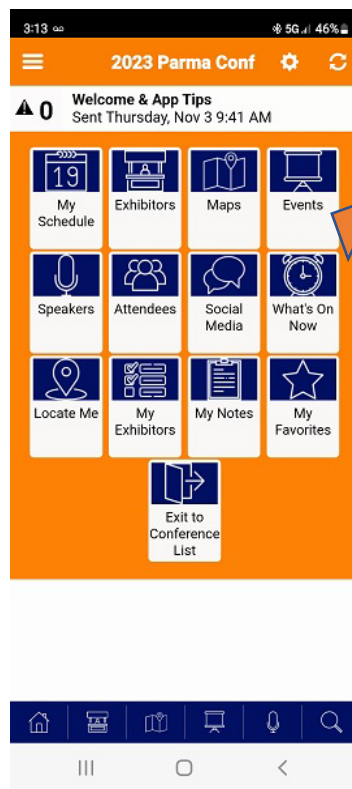 3:13
5G 46%
2023 Parma Conf
0
Welcome & App Tips
Sent Thursday, Nov 3 9:41 AM
19
My Schedule
Exhibitors
Maps
Events
Speakers
Attendees
Social Media
What's On Now
Locate Me
My Exhibitors
My Notes
My Favorites
Exit to
Conference
List